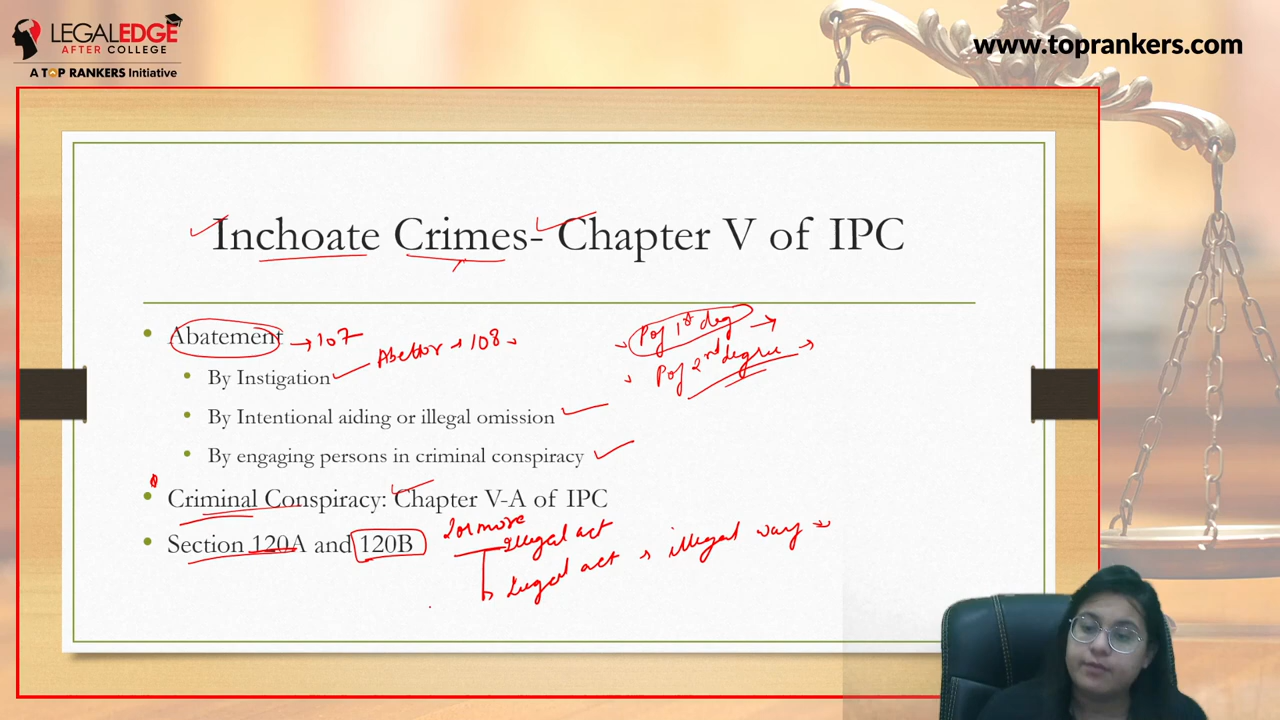 LEGALEDGE
AFTER COLLEGE
A TOP RANKERS Initiative
www.toprankers.com
Inchoate Crimes- Chapter V of IPC
Abatement → 107
Abettor → 108
By Instigation
By Intentional aiding or illegal omission
By engaging persons in criminal conspiracy
P of 1st deg →
P of 2nd degree →
Criminal Conspiracy: Chapter V-A of IPC
Section 120A and 120B
2 or more
Illegal act
Legal act, illegal way